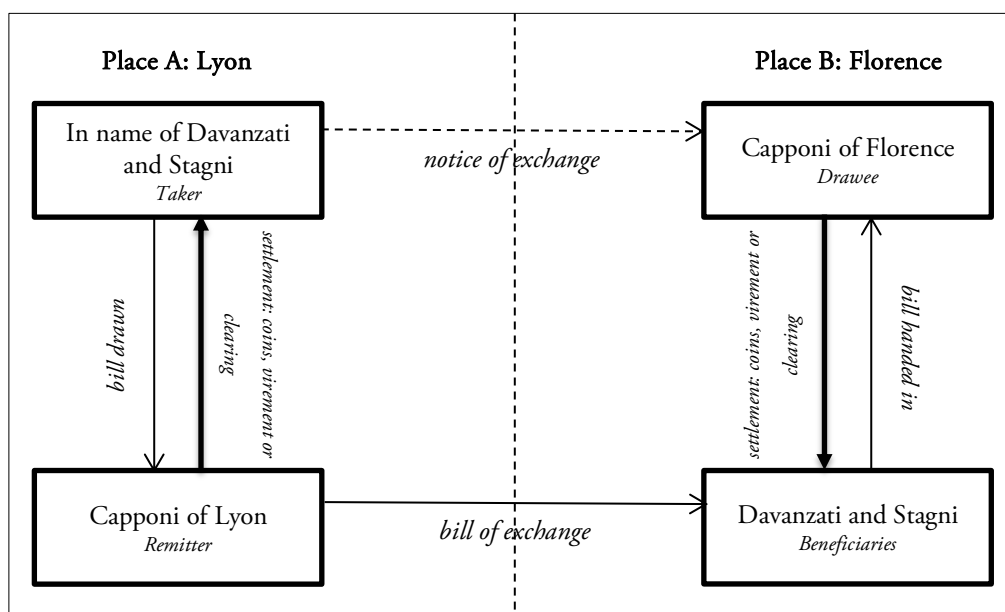 Place A: Lyon
Place B: Florence
In name of Davanzati
and Stagni
Taker
notice of exchange
Capponi of Florence
Drawee
bill drawn
settlement: coins, virement or
clearing
settlement: coins, virement or
clearing
bill handed in
Capponi of Lyon
Remitter
bill of exchange
Davanzati and Stagni
Beneficiaries